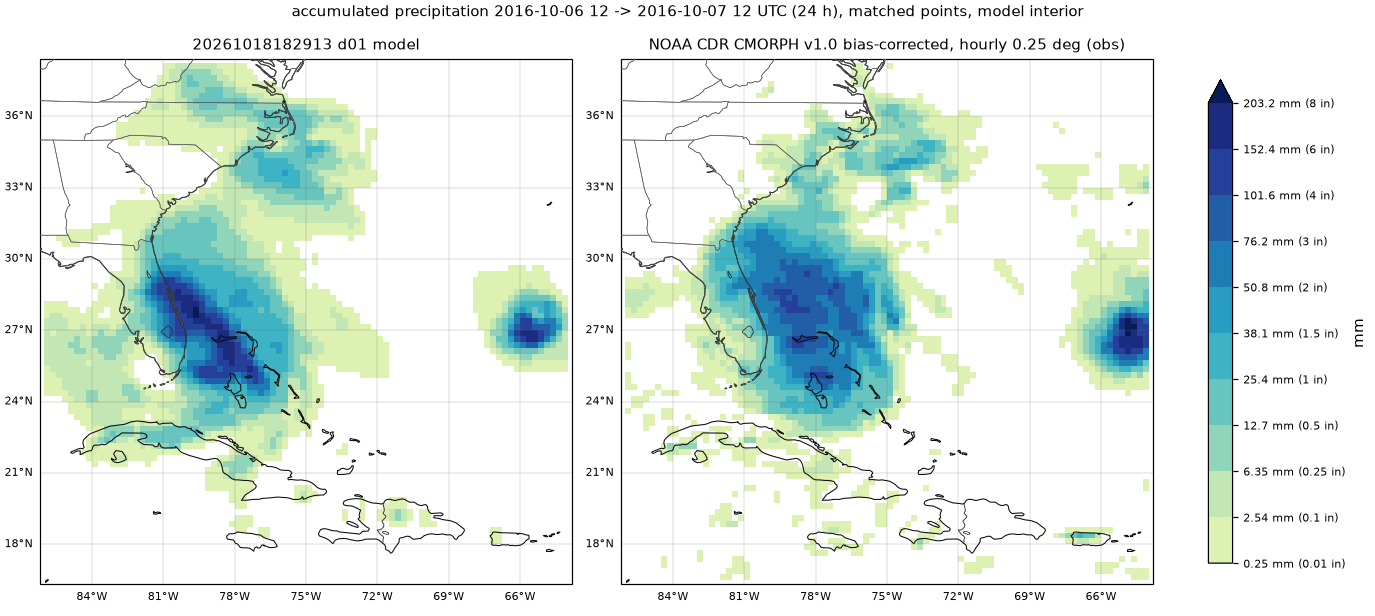 accumulated precipitation 2016-10-06 12 -> 2016-10-07 12 UTC (24 h), matched points, model interior
20261018182913 d01 model
NOAA CDR CMORPH v1.0 bias-corrected, hourly 0.25 deg (obs)
36°N
33°N
30°N
27°N
24°N
21°N
18°N
84°W 81°W 78°W 75°W 72°W 69°W 66°W
36°N
33°N
30°N
27°N
24°N
21°N
18°N
84°W 81°W 78°W 75°W 72°W 69°W 66°W
203.2 mm (8 in)
152.4 mm (6 in)
101.6 mm (4 in)
76.2 mm (3 in)
50.8 mm (2 in)
38.1 mm (1.5 in)
25.4 mm (1 in)
12.7 mm (0.5 in)
6.35 mm (0.25 in)
2.54 mm (0.1 in)
0.25 mm (0.01 in)
mm